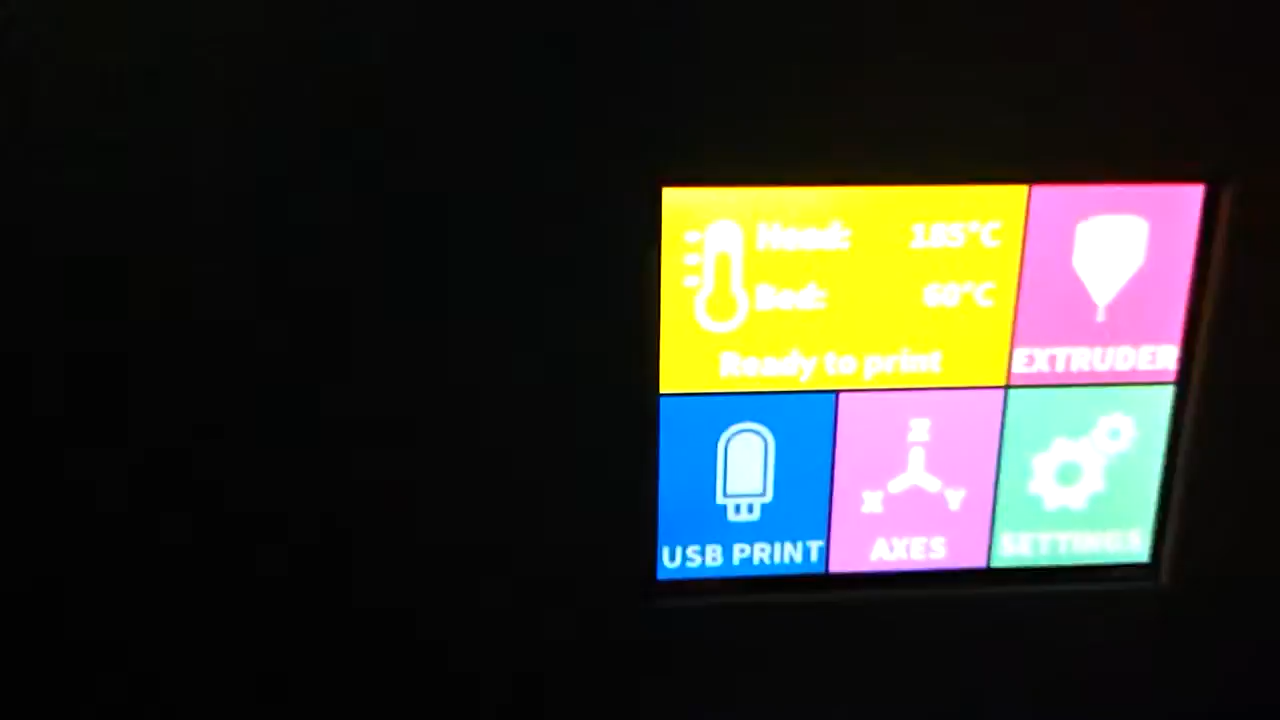 Head: 185°C
Bed: 60°C
Ready to print
EXTRUDER
USB PRINT
Z
X Y
AXES
SETTINGS